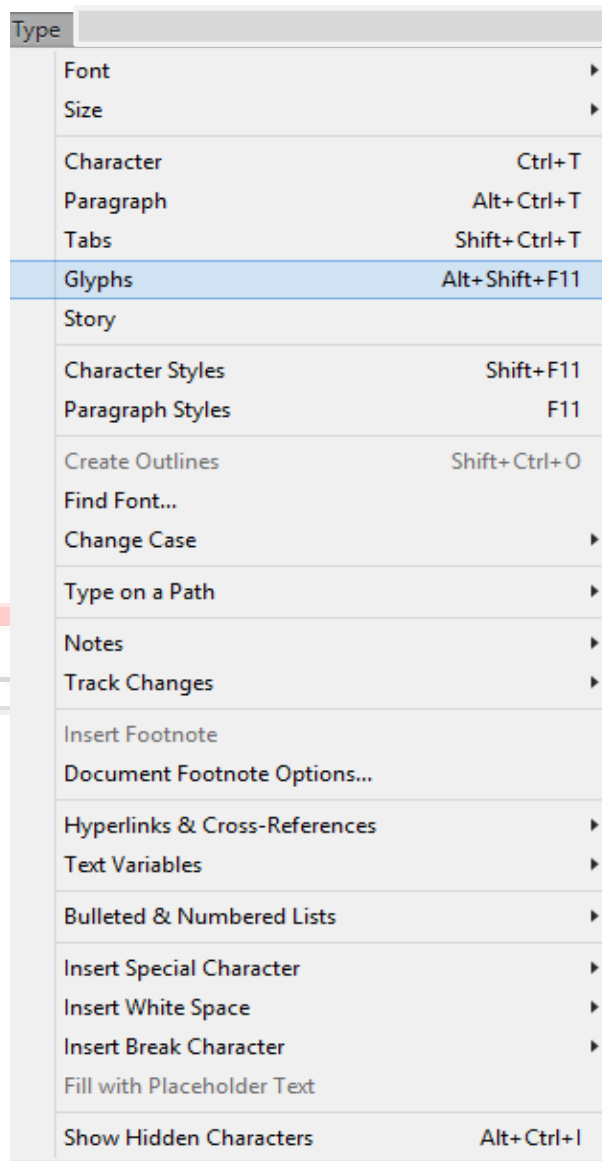 Type
Font
Size
Character Ctrl+T
Paragraph Alt+Ctrl+T
Tabs Shift+Ctrl+T
Glyphs Alt+Shift+F11
Story
Character Styles Shift+F11
Paragraph Styles F11
Create Outlines Shift+Ctrl+O
Find Font...
Change Case
Type on a Path
Notes
Track Changes
Insert Footnote
Document Footnote Options...
Hyperlinks & Cross-References
Text Variables
Bulleted & Numbered Lists
Insert Special Character
Insert White Space
Insert Break Character
Fill with Placeholder Text
Show Hidden Characters Alt+Ctrl+I